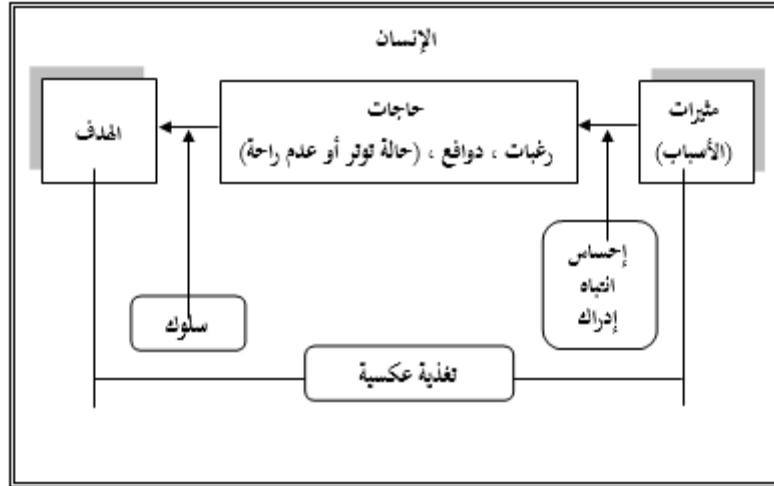 الإنسان
مثيرات
(الأسباب)
حاجات
رغبات ، دوافع ، (حالة توتر أو عدم راحة)
الهدف
إحساس
انتباه
إدراك
سلوك
تغذية عكسية